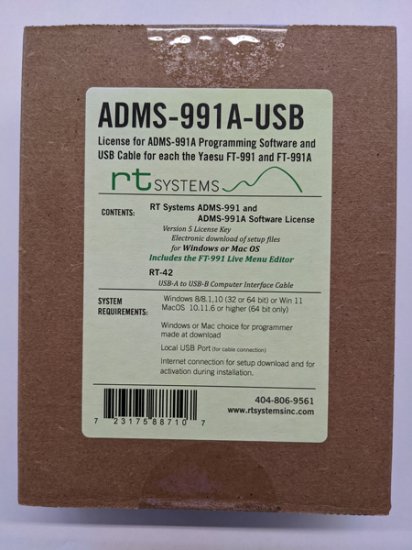 ADMS-991A-USB
License for ADMS-991A Programming Software and
USB Cable for each the Yaesu FT-991 and FT-991A
rt SYSTEMS
CONTENTS:
RT Systems ADMS-991 and
ADMS-991A Software License
Version 5 License Key
Electronic download of setup files
for Windows or Mac OS
Includes the FT-991 Live Menu Editor
RT-42
USB-A to USB-B Computer Interface Cable
SYSTEM
REQUIREMENTS:
Windows 8/8.1,10 (32 or 64 bit) or Win 11
MacOS 10.11.6 or higher (64 bit only)
Windows or Mac choice for programmer
made at download
Local USB Port (for cable connection)
Internet connection for setup download and for
activation during installation.
7 23175 88710 7
404-806-9561
www.rtsystemsinc.com